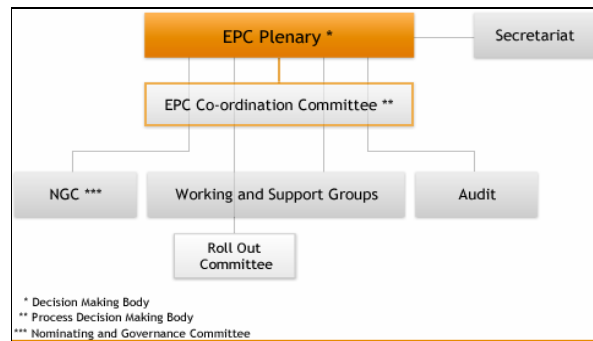 EPC Plenary *
Secretariat
EPC Co-ordination Committee **
NGC ***
Working and Support Groups
Audit
Roll Out
Committee
* Decision Making Body
** Process Decision Making Body
*** Nominating and Governance Committee